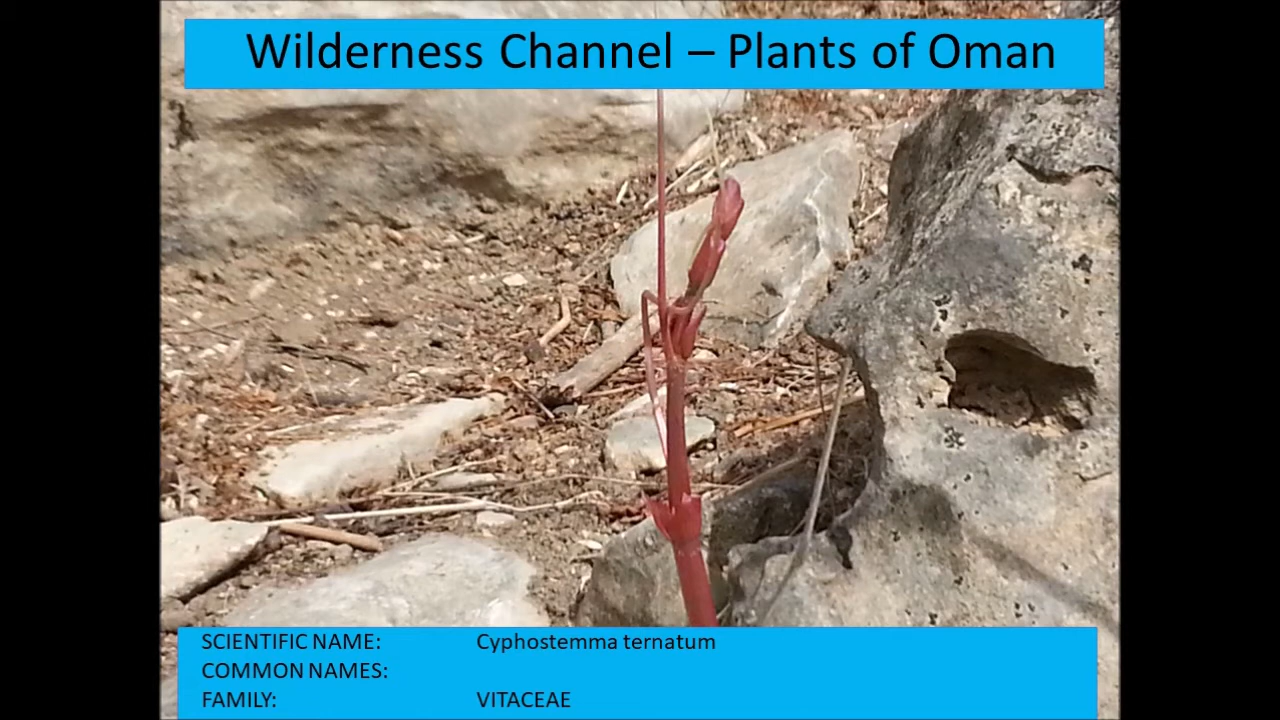 Wilderness Channel – Plants of Oman
SCIENTIFIC NAME: Cyphostemma ternatum
COMMON NAMES:
FAMILY: VITACEAE